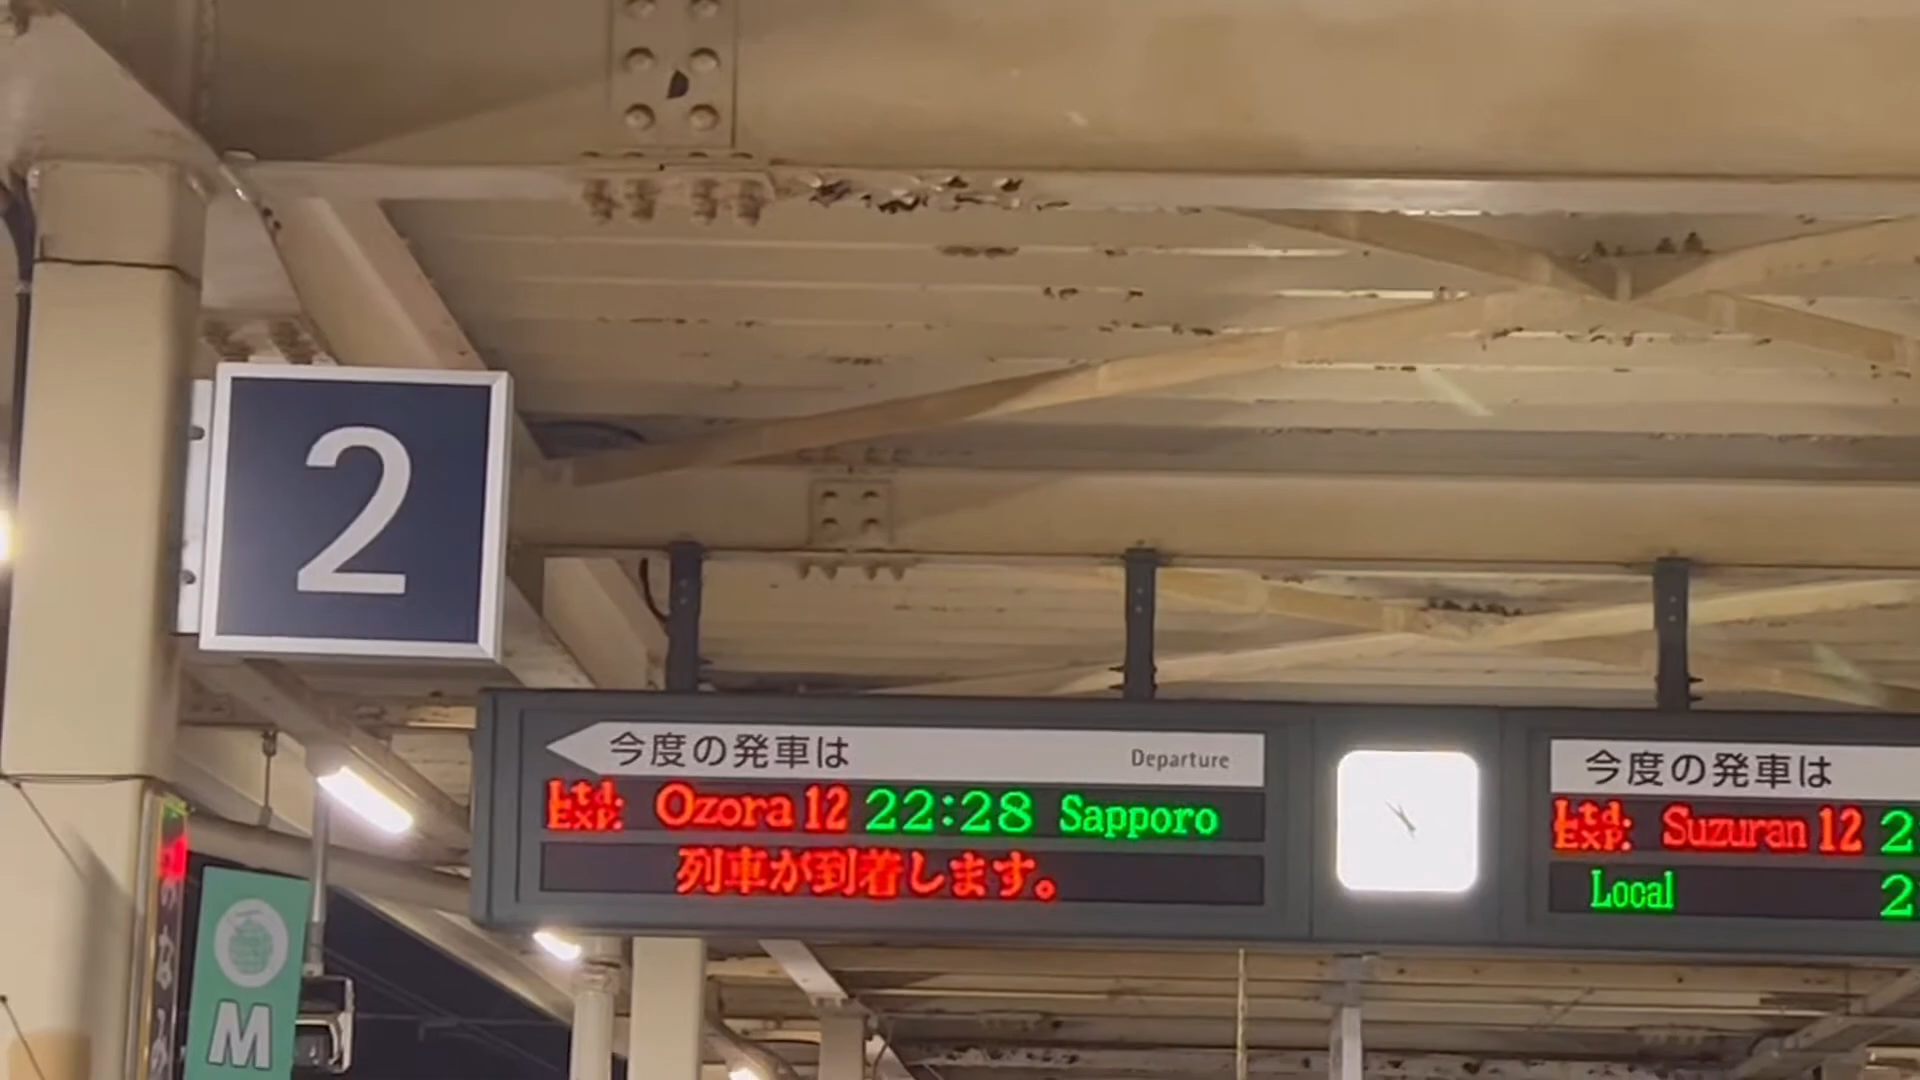 2
今度の発車は Departure
Ltd. Exp. Ozora 12 22:28 Sapporo
列車が到着します。
今度の発車は
Ltd. Exp. Suzuran 12 2
Local 2
M